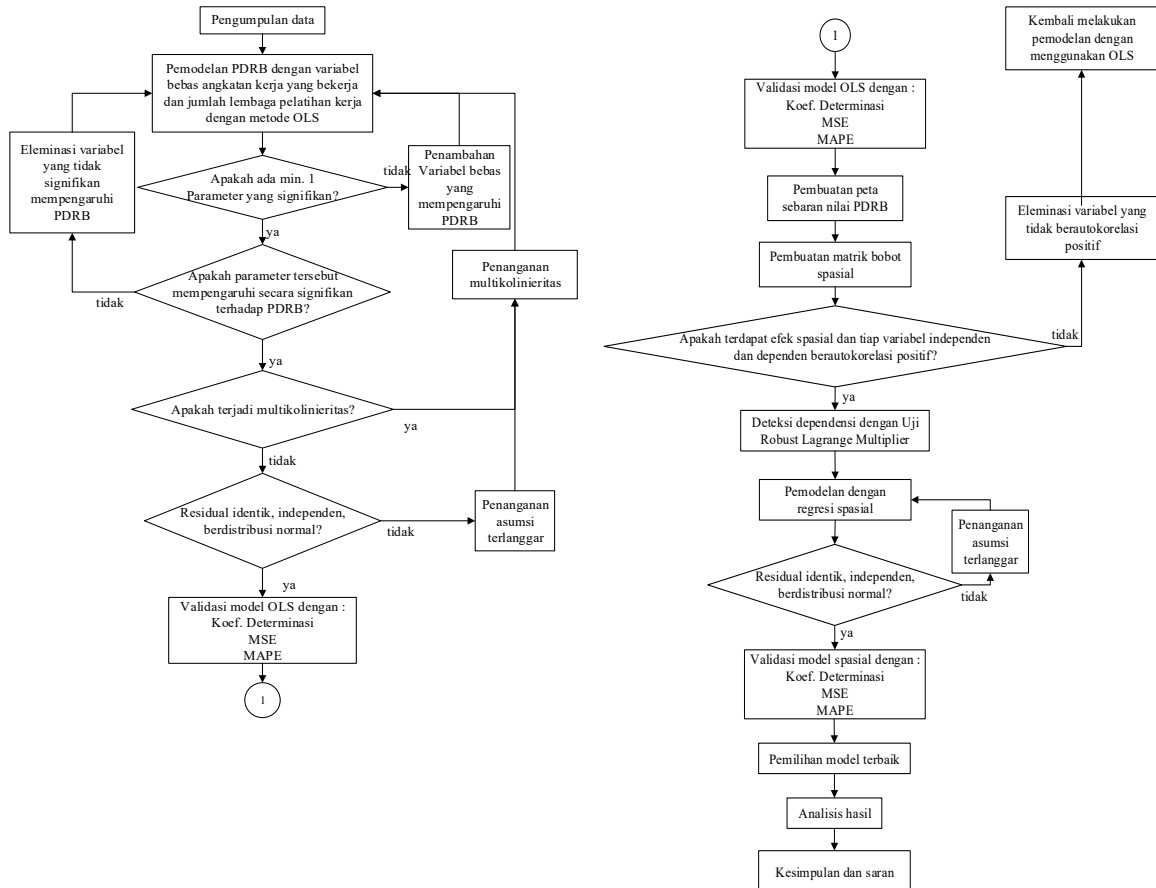 Pengumpulan data
Pemodelan PDRB dengan variabel
bebas angkatan kerja yang bekerja
dan jumlah lembaga pelatihan kerja
dengan metode OLS
Eleminasi variabel
yang tidak
signifikan
mempengaruhi
PDRB
Apakah ada min. 1
Parameter yang signifikan?
tidak
Penambahan
Variabel bebas
yang
mempengaruhi
PDRB
ya
Apakah parameter tersebut
mempengaruhi secara signifikan
terhadap PDRB?
tidak
Penanganan
multikolinieritas
ya
Apakah terjadi multikolinieritas?
ya
tidak
Residual identik, independen,
berdistribusi normal?
tidak
Penanganan
asumsi
terlanggar
ya
Validasi model OLS dengan :
Koef. Determinasi
MSE
MAPE
1
1
Validasi model OLS dengan :
Koef. Determinasi
MSE
MAPE
Kembali melakukan
pemodelan dengan
menggunakan OLS
Pembuatan peta
sebaran nilai PDRB
Eleminasi variabel yang
tidak berautokorelasi
positif
Pembuatan matrik bobot
spasial
Apakah terdapat efek spasial dan tiap variabel independen
dan dependen berautokorelasi positif?
tidak
ya
Deteksi dependensi dengan Uji
Robust Lagrange Multiplier
Pemodelan dengan
regresi spasial
Penanganan
asumsi
terlanggar
Residual identik, independen,
berdistribusi normal?
tidak
ya
Validasi model spasial dengan :
Koef. Determinasi
MSE
MAPE
Pemilihan model terbaik
Analisis hasil
Kesimpulan dan saran